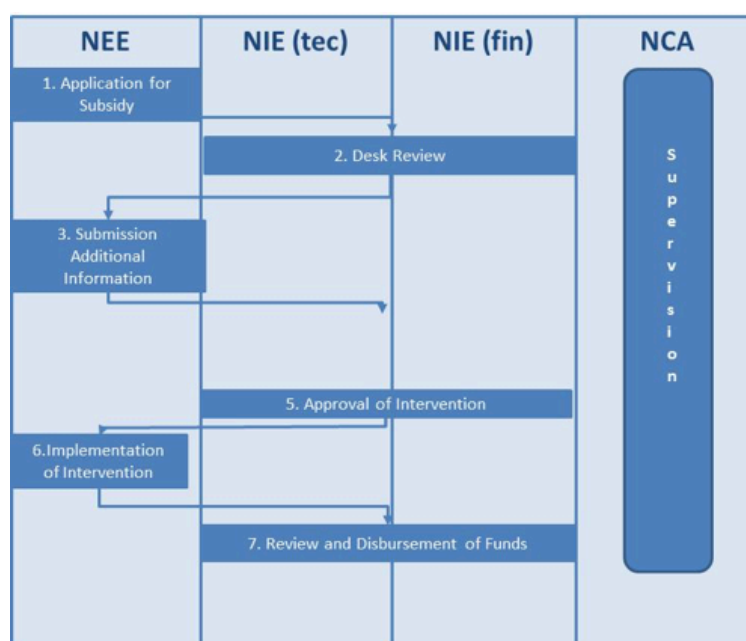 NEE
NIE (tec)
NIE (fin)
NCA
1. Application for
Subsidy
2. Desk Review
3. Submission
Additional
Information
5. Approval of Intervention
6.Implementation
of Intervention
7. Review and Disbursement of Funds
S
u
p
e
r
v
i
s
i
o
n